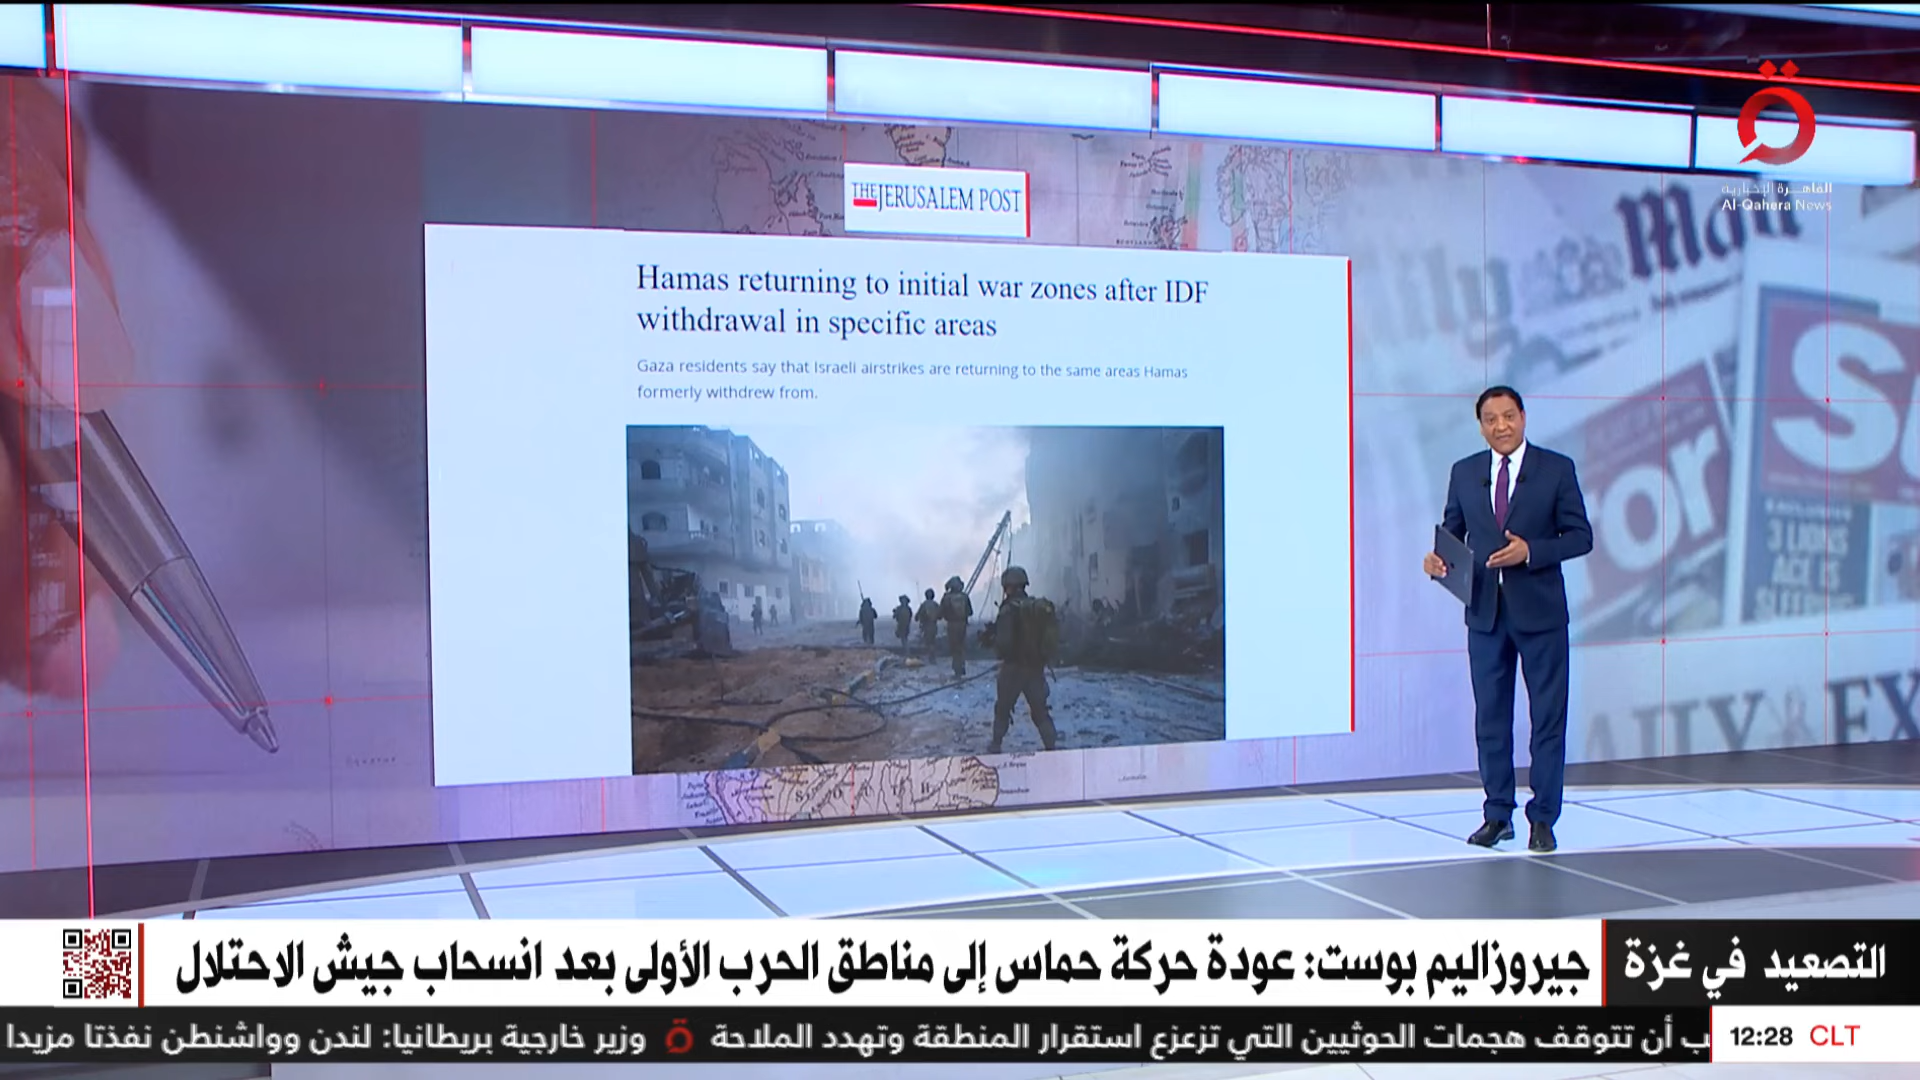 القاهرة الإخبارية
Al-Qahera News
THE JERUSALEM POST
Hamas returning to initial war zones after IDF
withdrawal in specific areas
Gaza residents say that Israeli airstrikes are returning to the same areas Hamas
formerly withdrew from.
3 LIONS
التصعيد في غزة
جيروزاليم بوست: عودة حركة حماس إلى مناطق الحرب الأولى بعد انسحاب جيش الاحتلال
12:28 CLT
أن تتوقف هجمات الحوثيين التي تزعزع استقرار المنطقة وتهدد الملاحة
وزير خارجية بريطانيا: لندن وواشنطن نفذتا مزيدا